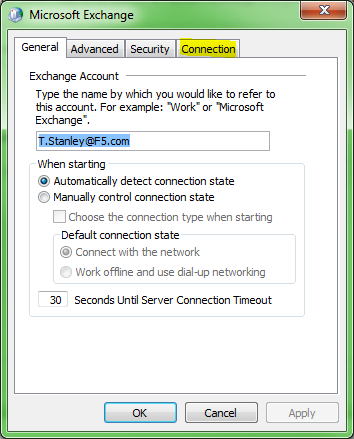 Microsoft Exchange
General Advanced Security Connection
Exchange Account
Type the name by which you would like to refer to
this account. For example: "Work" or "Microsoft
Exchange".
T.Stanley@F5.com
When starting
Automatically detect connection state
Manually control connection state
Choose the connection type when starting
Default connection state
Connect with the network
Work offline and use dial-up networking
30 Seconds Until Server Connection Timeout
OK Cancel Apply